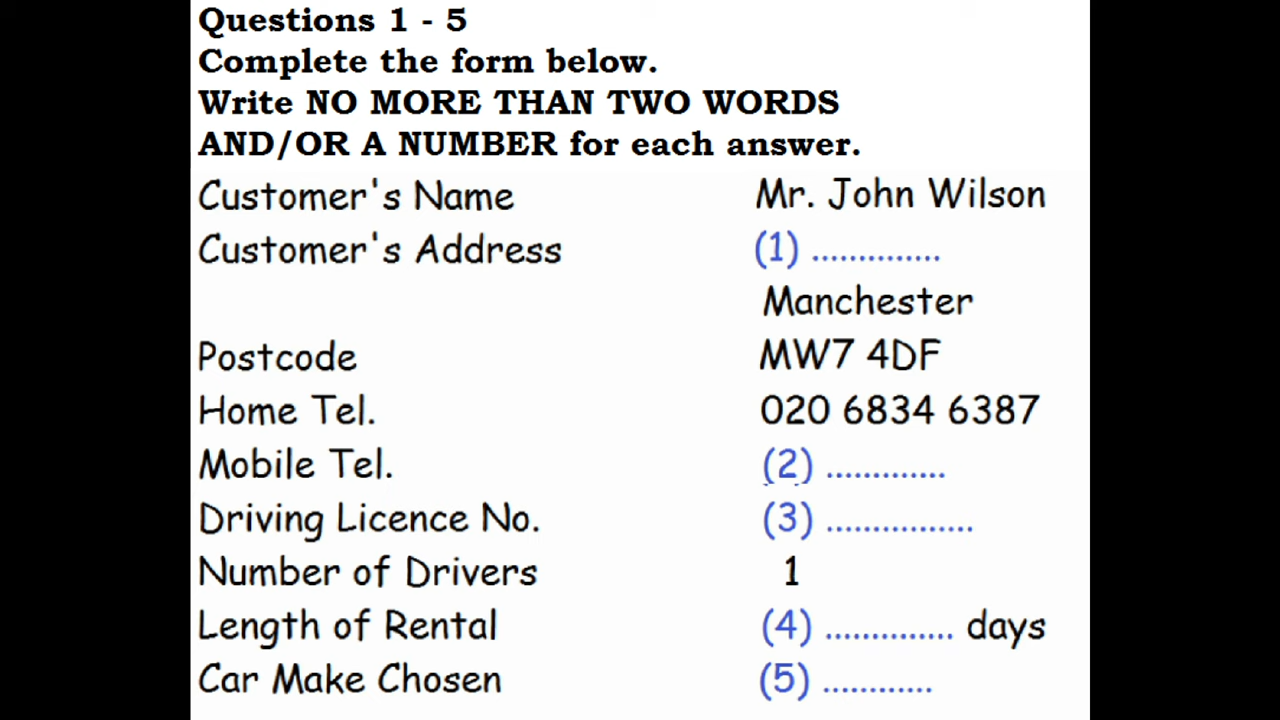 Questions 1 - 5
Complete the form below.
Write NO MORE THAN TWO WORDS
AND/OR A NUMBER for each answer.
Customer's Name Mr. John Wilson
Customer's Address (1) ..............
Manchester
Postcode MW7 4DF
Home Tel. 020 6834 6387
Mobile Tel. (2) .............
Driving Licence No. (3) ................
Number of Drivers 1
Length of Rental (4) .............. days
Car Make Chosen (5) ............